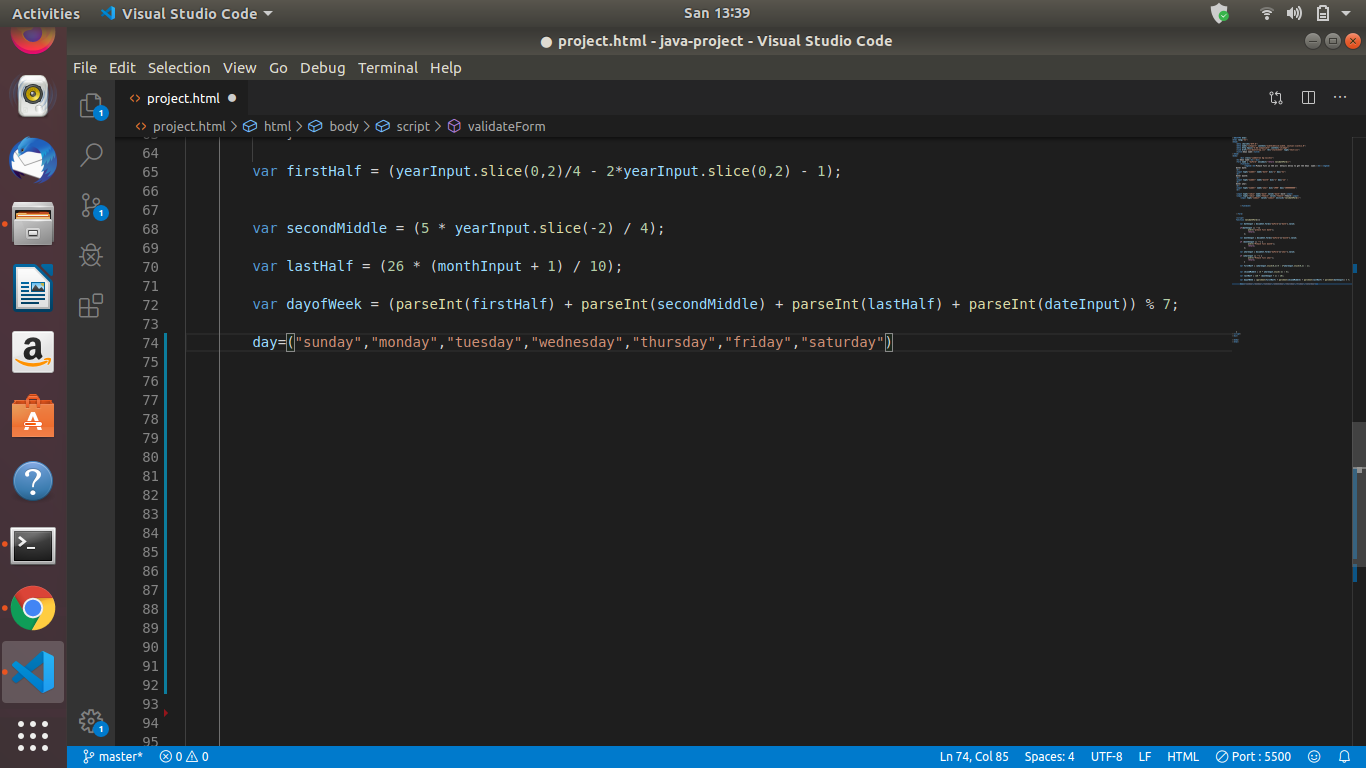 Activities
Visual Studio Code
San 13:39
● project.html - java-project - Visual Studio Code
File Edit Selection View Go Debug Terminal Help
project.html
project.html > html > body > script > validateForm
64
65 var firstHalf = (yearInput.slice(0,2)/4 - 2*yearInput.slice(0,2) - 1);
66
67
68 var secondMiddle = (5 * yearInput.slice(-2) / 4);
69
70 var lastHalf = (26 * (monthInput + 1) / 10);
71
72 var dayofWeek = (parseInt(firstHalf) + parseInt(secondMiddle) + parseInt(lastHalf) + parseInt(dateInput)) % 7;
73
74 day=("sunday","monday","tuesday","wednesday","thursday","friday","saturday")
75
76
77
78
79
80
81
82
83
84
85
86
87
88
89
90
91
92
93
94
95
1
1
1
master* 0 0 Ln 74, Col 85 Spaces: 4 UTF-8 LF HTML Port : 5500